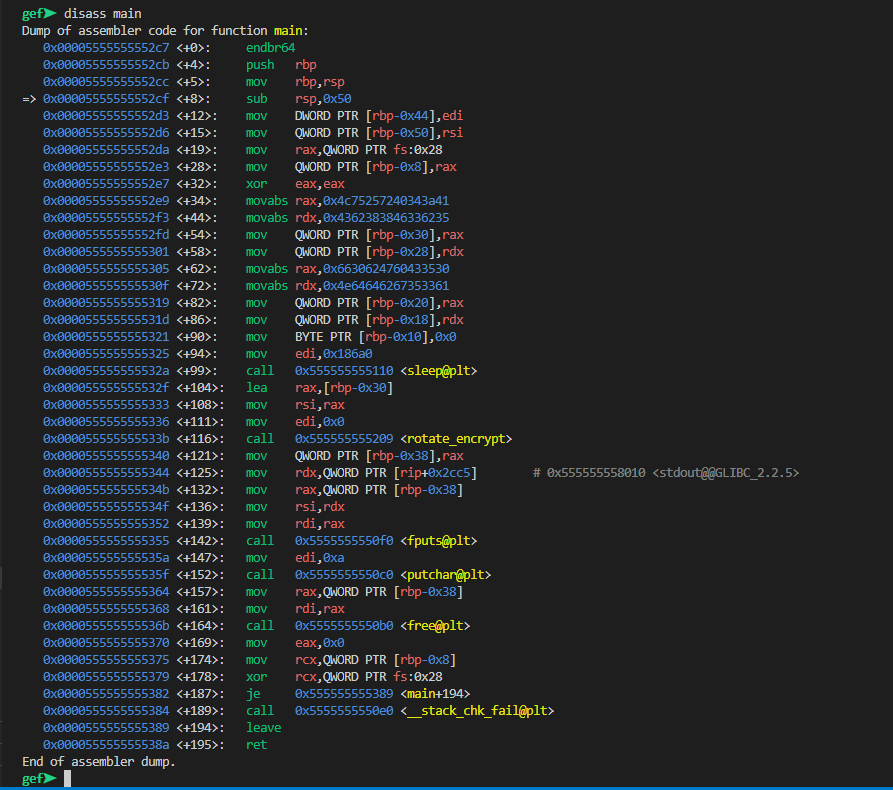 gef➤ disass main
Dump of assembler code for function main:
0x00005555555552c7 <+0>: endbr64
0x00005555555552cb <+4>: push rbp
0x00005555555552cc <+5>: mov rbp,rsp
=> 0x00005555555552cf <+8>: sub rsp,0x50
0x00005555555552d3 <+12>: mov DWORD PTR [rbp-0x44],edi
0x00005555555552d6 <+15>: mov QWORD PTR [rbp-0x50],rsi
0x00005555555552da <+19>: mov rax,QWORD PTR fs:0x28
0x00005555555552e3 <+28>: mov QWORD PTR [rbp-0x8],rax
0x00005555555552e7 <+32>: xor eax,eax
0x00005555555552e9 <+34>: movabs rax,0x4c75257240343a41
0x00005555555552f3 <+44>: movabs rdx,0x4362383846336235
0x00005555555552fd <+54>: mov QWORD PTR [rbp-0x30],rax
0x0000555555555301 <+58>: mov QWORD PTR [rbp-0x28],rdx
0x0000555555555305 <+62>: movabs rax,0x6630624760433530
0x000055555555530f <+72>: movabs rdx,0x4e64646267353361
0x0000555555555319 <+82>: mov QWORD PTR [rbp-0x20],rax
0x000055555555531d <+86>: mov QWORD PTR [rbp-0x18],rdx
0x0000555555555321 <+90>: mov BYTE PTR [rbp-0x10],0x0
0x0000555555555325 <+94>: mov edi,0x186a0
0x000055555555532a <+99>: call 0x555555555110 <sleep@plt>
0x000055555555532f <+104>: lea rax,[rbp-0x30]
0x0000555555555333 <+108>: mov rsi,rax
0x0000555555555336 <+111>: mov edi,0x0
0x000055555555533b <+116>: call 0x555555555209 <rotate_encrypt>
0x0000555555555340 <+121>: mov QWORD PTR [rbp-0x38],rax
0x0000555555555344 <+125>: mov rdx,QWORD PTR [rip+0x2cc5] # 0x555555558010 <stdout@@GLIBC_2.2.5>
0x000055555555534b <+132>: mov rax,QWORD PTR [rbp-0x38]
0x000055555555534f <+136>: mov rsi,rdx
0x0000555555555352 <+139>: mov rdi,rax
0x0000555555555355 <+142>: call 0x5555555550f0 <fputs@plt>
0x000055555555535a <+147>: mov edi,0xa
0x000055555555535f <+152>: call 0x5555555550c0 <putchar@plt>
0x0000555555555364 <+157>: mov rax,QWORD PTR [rbp-0x38]
0x0000555555555368 <+161>: mov rdi,rax
0x000055555555536b <+164>: call 0x5555555550b0 <free@plt>
0x0000555555555370 <+169>: mov eax,0x0
0x0000555555555375 <+174>: mov rcx,QWORD PTR [rbp-0x8]
0x0000555555555379 <+178>: xor rcx,QWORD PTR fs:0x28
0x0000555555555382 <+187>: je 0x555555555389 <main+194>
0x0000555555555384 <+189>: call 0x5555555550e0 <__stack_chk_fail@plt>
0x0000555555555389 <+194>: leave
0x000055555555538a <+195>: ret
End of assembler dump.
gef➤